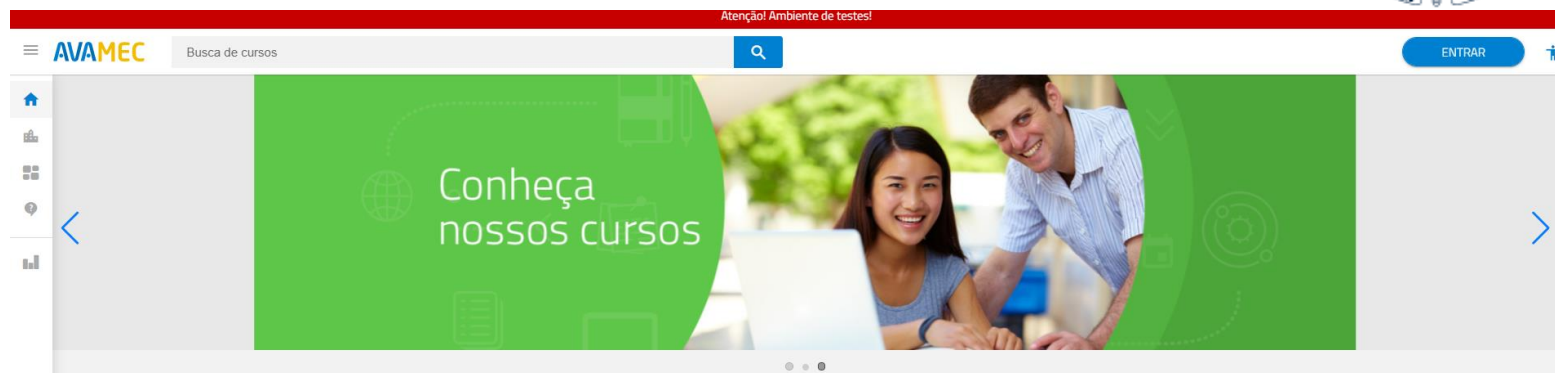 Atenção! Ambiente de testes!
AVAMEC
Busca de cursos
ENTRAR
Conheça
nossos cursos